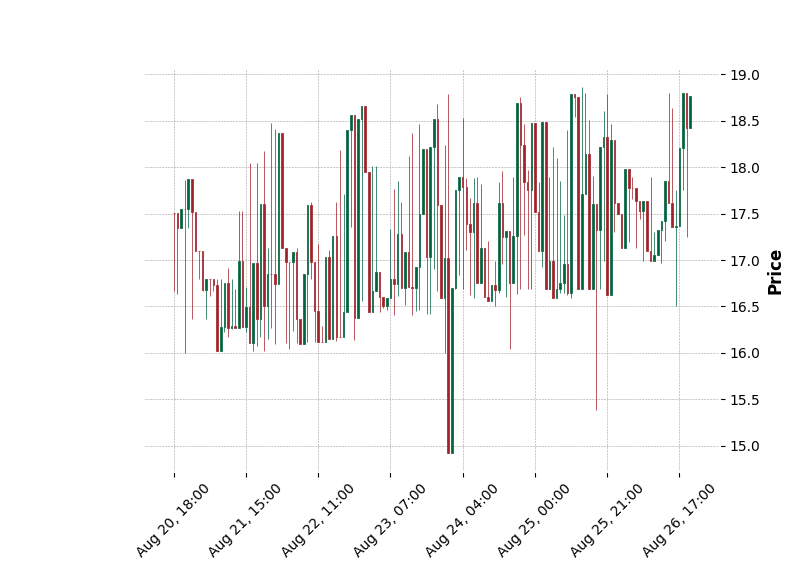 19.0
18.5
18.0
17.5
17.0
16.5
16.0
15.5
15.0
Price
Aug 20, 18:00
Aug 21, 15:00
Aug 22, 11:00
Aug 23, 07:00
Aug 24, 04:00
Aug 25, 00:00
Aug 25, 21:00
Aug 26, 17:00